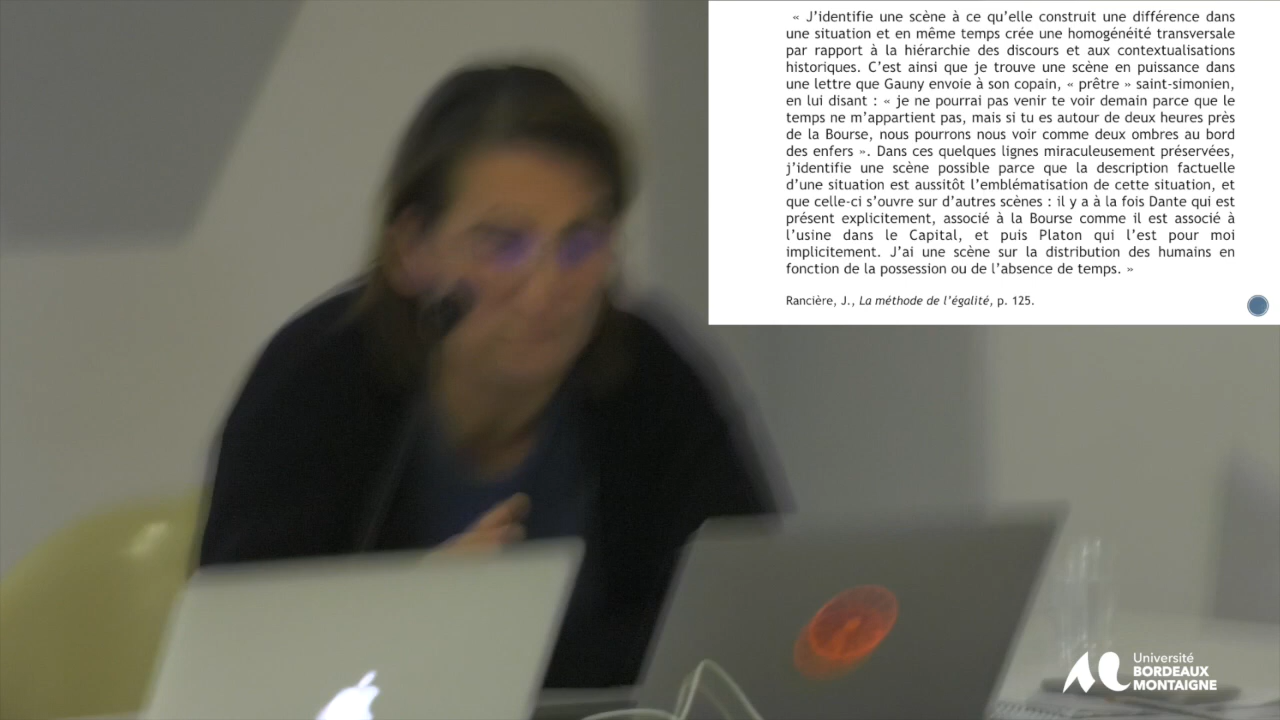 « J'identifie une scène à ce qu'elle construit une différence dans
une situation et en même temps crée une homogénéité transversale
par rapport à la hiérarchie des discours et aux contextualisations
historiques. C'est ainsi que je trouve une scène en puissance dans
une lettre que Gauny envoie à son copain, « prêtre » saint-simonien,
en lui disant : « je ne pourrai pas venir te voir demain parce que le
temps ne m'appartient pas, mais si tu es autour de deux heures près
de la Bourse, nous pourrons nous voir comme deux ombres au bord
des enfers ». Dans ces quelques lignes miraculeusement préservées,
j'identifie une scène possible parce que la description factuelle
d'une situation est aussitôt l'emblématisation de cette situation, et
que celle-ci s'ouvre sur d'autres scènes : il y a à la fois Dante qui est
présent explicitement, associé à la Bourse comme il est associé à
l'usine dans le Capital, et puis Platon qui l'est pour moi
implicitement. J'ai une scène sur la distribution des humains en
fonction de la possession ou de l'absence de temps. »
Rancière, J., La méthode de l'égalité, p. 125.
Université
BORDEAUX
MONTAIGNE